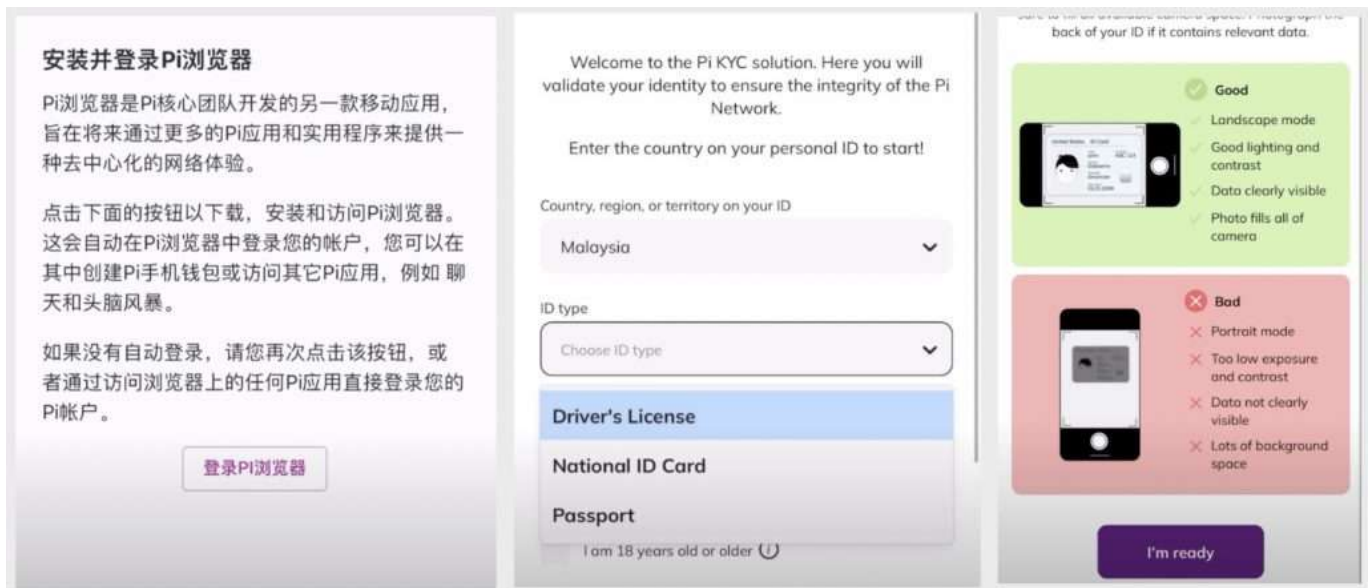 安装并登录Pi浏览器
Pi浏览器是Pi核心团队开发的另一款移动应用，
旨在将来通过更多的Pi应用和实用程序来提供一
种去中心化的网络体验。
点击下面的按钮以下载，安装和访问Pi浏览器。
这会自动在Pi浏览器中登录您的帐户，您可以在
其中创建Pi手机钱包或访问其它Pi应用，例如 聊
天和头脑风暴。
如果没有自动登录，请您再次点击该按钮，或
者通过访问浏览器上的任何Pi应用直接登录您的
Pi帐户。
登录PI浏览器
Welcome to the Pi KYC solution. Here you will
validate your identity to ensure the integrity of the Pi
Network.
Enter the country on your personal ID to start!
Country, region, or territory on your ID
Malaysia
ID type
Choose ID type
Driver's License
National ID Card
Passport
I am 18 years old or older
back of your ID if it contains relevant data.
Good
Landscape mode
Good lighting and
contrast
Data clearly visible
Photo fills all of
camera
Bad
Portrait mode
Too low exposure
and contrast
Data not clearly
visible
Lots of background
space
I'm ready